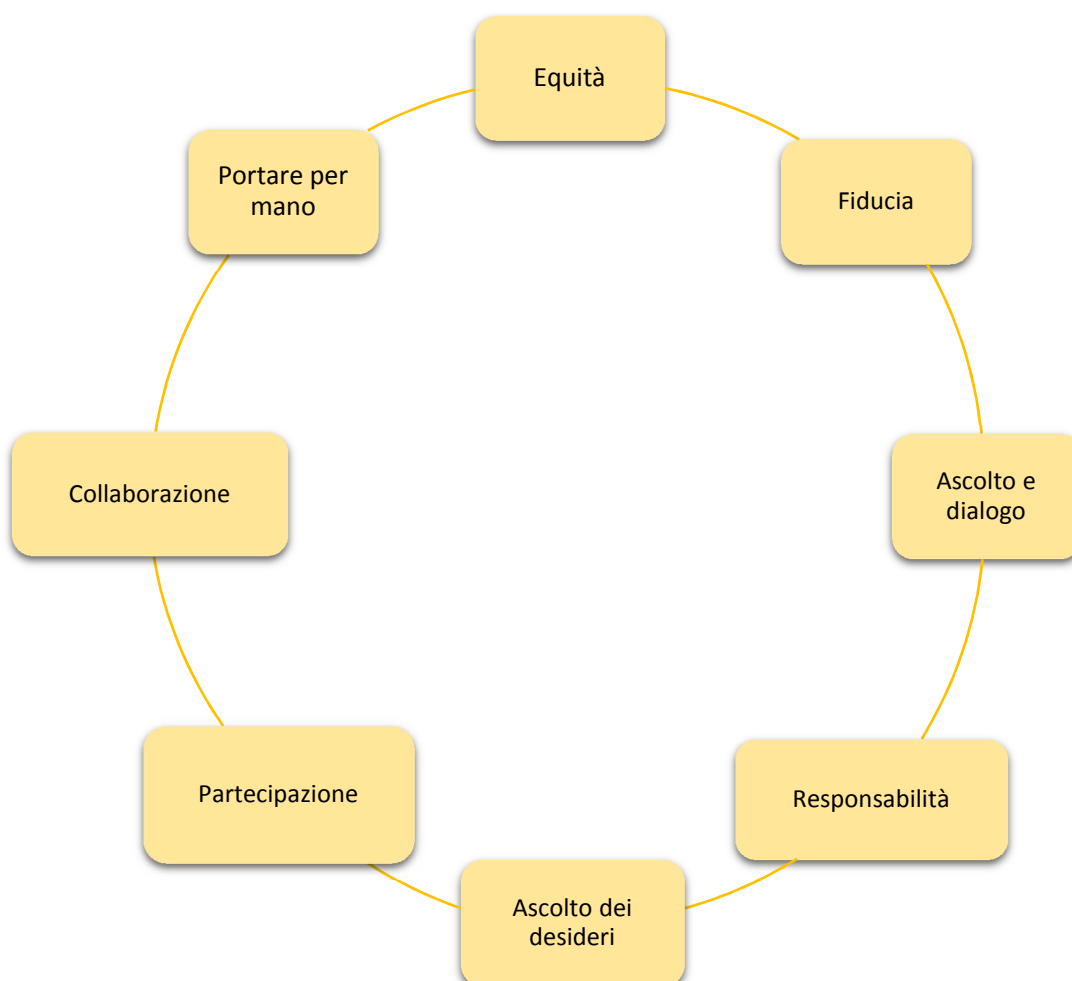 Equità
Fiducia
Ascolto e
dialogo
Responsabilità
Ascolto dei
desideri
Partecipazione
Collaborazione
Portare per
mano